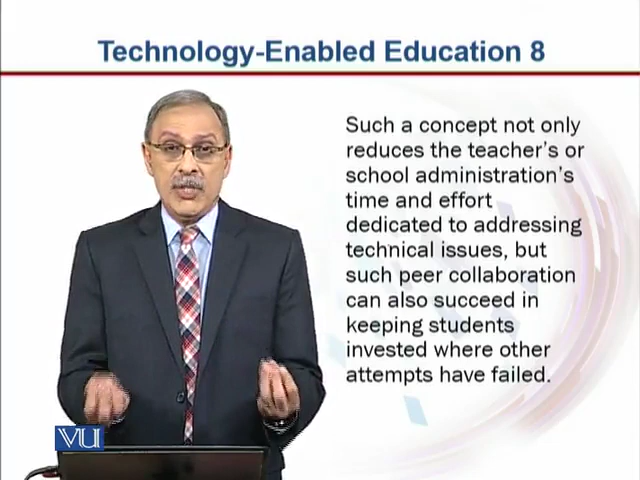 Technology-Enabled Education 8
Such a concept not only
reduces the teacher's or
school administration's
time and effort
dedicated to addressing
technical issues, but
such peer collaboration
can also succeed in
keeping students
invested where other
attempts have failed.
VU